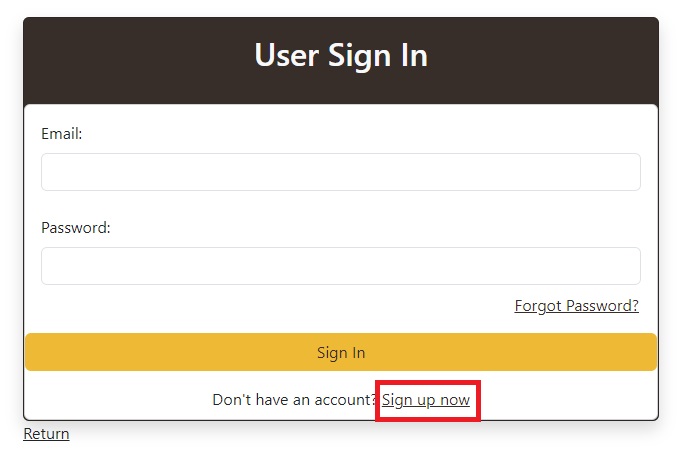 User Sign In
Email:
Password:
Forgot Password?
Sign In
Don't have an account? Sign up now
Return